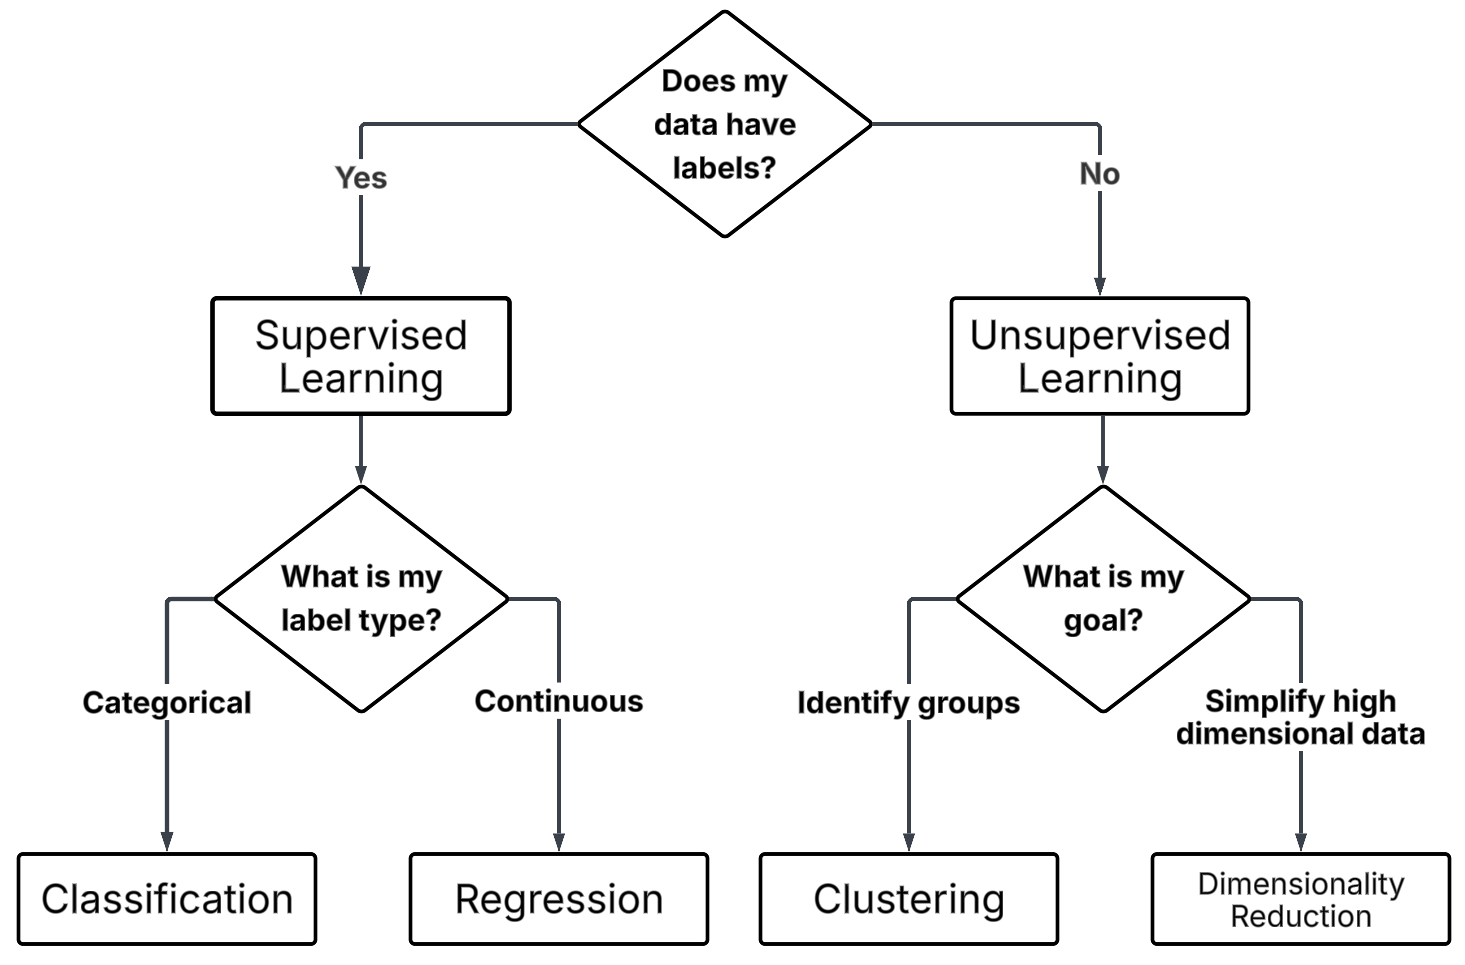 Does my
data have
labels?
Yes
No
Supervised
Learning
Unsupervised
Learning
What is my
label type?
What is my
goal?
Categorical
Continuous
Identify groups
Simplify high
dimensional data
Classification
Regression
Clustering
Dimensionality
Reduction